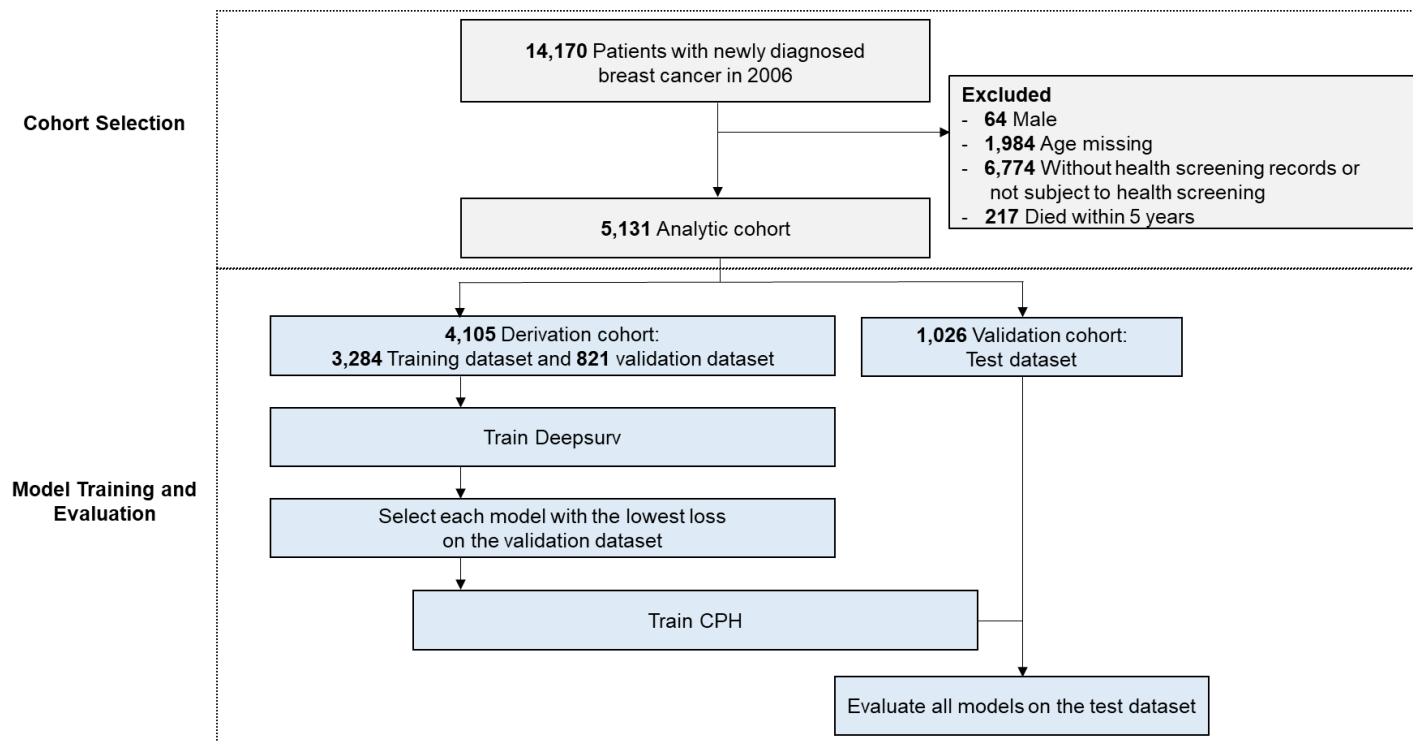 14,170 Patients with newly diagnosed
breast cancer in 2006
Cohort Selection
Excluded
- 64 Male
- 1,984 Age missing
- 6,774 Without health screening records or
not subject to health screening
- 217 Died within 5 years
5,131 Analytic cohort
4,105 Derivation cohort:
3,284 Training dataset and 821 validation dataset
1,026 Validation cohort:
Test dataset
Train Deepsurv
Model Training and
Evaluation
Select each model with the lowest loss
on the validation dataset
Train CPH
Evaluate all models on the test dataset